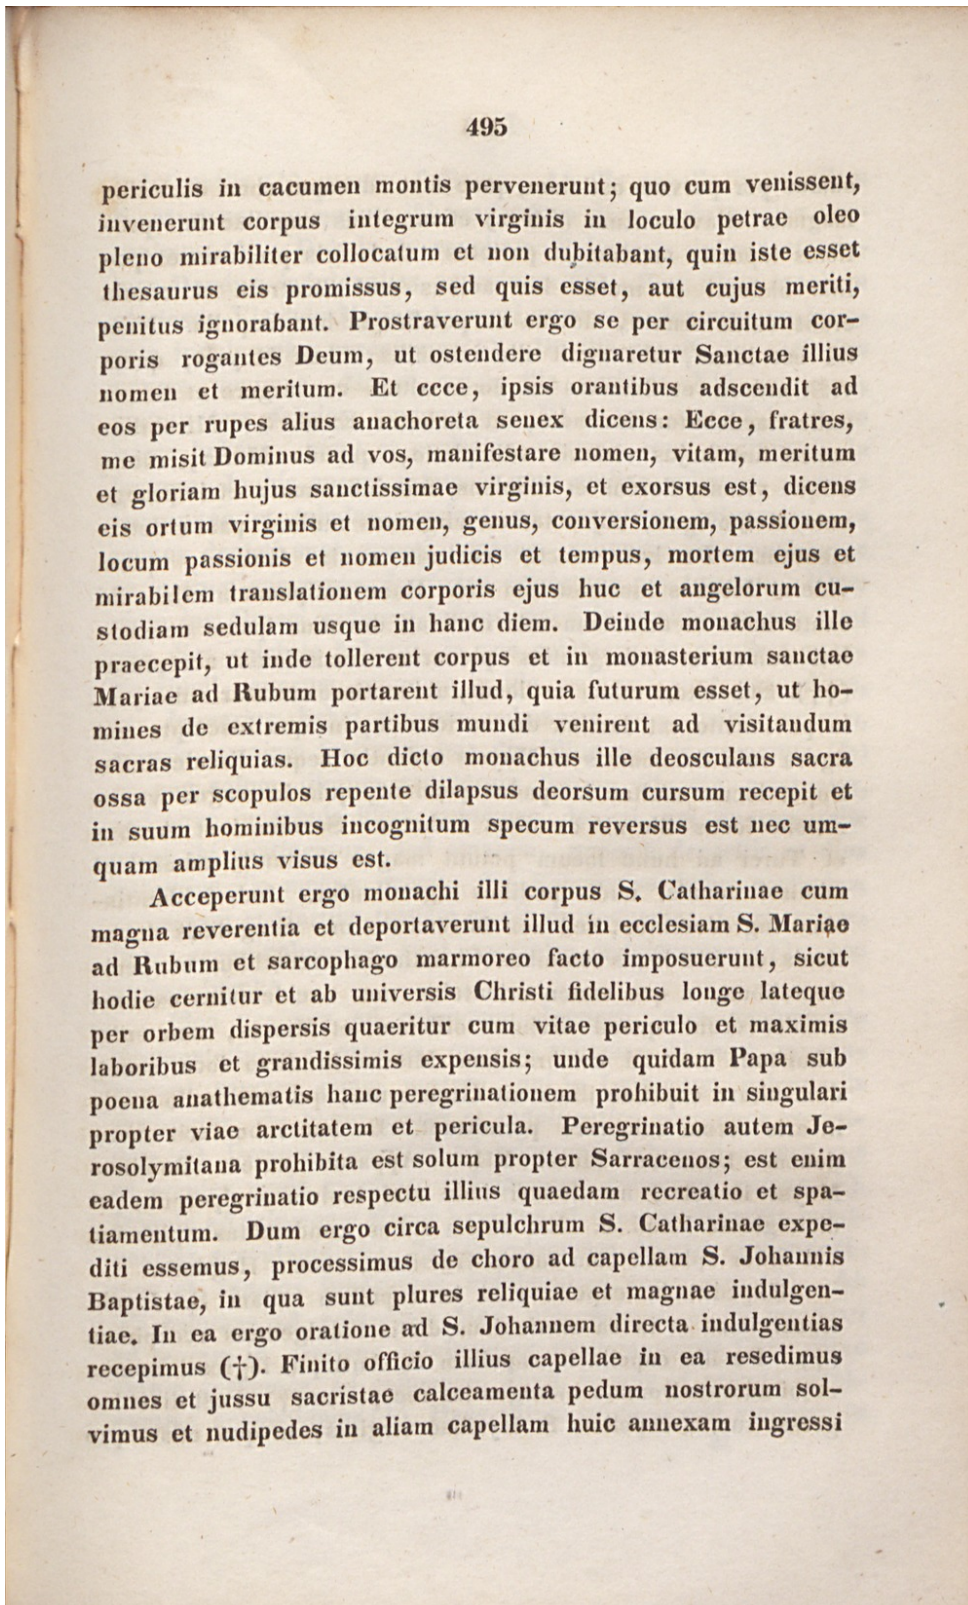 495
periculis in cacumen montis pervenerunt; quo cum venissent,
invenerunt corpus integrum virginis in loculo petrae oleo
pleno mirabiliter collocatum et non dubitabant, quin iste esset
thesaurus eis promissus, sed quis esset, aut cujus meriti,
penitus ignorabant. Prostraverunt ergo se per circuitum cor-
poris rogantes Deum, ut ostendere dignaretur Sanctae illius
nomen et meritum. Et ecce, ipsis orantibus adscendit ad
eos per rupes alius anachoreta senex dicens: Ecce, fratres,
me misit Dominus ad vos, manifestare nomen, vitam, meritum
et gloriam hujus sanctissimae virginis, et exorsus est, dicens
eis ortum virginis et nomen, genus, conversionem, passionem,
locum passionis et nomen judicis et tempus, mortem ejus et
mirabilem translationem corporis ejus huc et angelorum cu-
stodiam sedulam usque in hanc diem. Deinde monachus ille
praecepit, ut inde tollerent corpus et in monasterium sanctae
Mariae ad Rubum portarent illud, quia futurum esset, ut ho-
mines de extremis partibus mundi venirent ad visitandum
sacras reliquias. Hoc dicto monachus ille deosculans sacra
ossa per scopulos repente dilapsus deorsum cursum recepit et
in suum hominibus incognitum specum reversus est nec um-
quam amplius visus est.
Acceperunt ergo monachi illi corpus S. Catharinae cum
magna reverentia et deportaverunt illud in ecclesiam S. Mariae
ad Rubum et sarcophago marmoreo facto imposuerunt, sicut
hodie cernitur et ab universis Christi fidelibus longe lateque
per orbem dispersis quaeritur cum vitae periculo et maximis
laboribus et grandissimis expensis; unde quidam Papa sub
poena anathematis hanc peregrinationem prohibuit in singulari
propter viae arctitatem et pericula. Peregrinatio autem Je-
rosolymitana prohibita est solum propter Sarracenos; est enim
eadem peregrinatio respectu illius quaedam recreatio et spa-
tiamentum. Dum ergo circa sepulchrum S. Catharinae expe-
diti essemus, processimus de choro ad capellam S. Johannis
Baptistae, in qua sunt plures reliquiae et magnae indulgen-
tiae. In ea ergo oratione ad S. Johannem directa indulgentias
recepimus (†). Finito officio illius capellae in ea resedimus
omnes et jussu sacristae calceamenta pedum nostrorum sol-
vimus et nudipedes in aliam capellam huic annexam ingressi